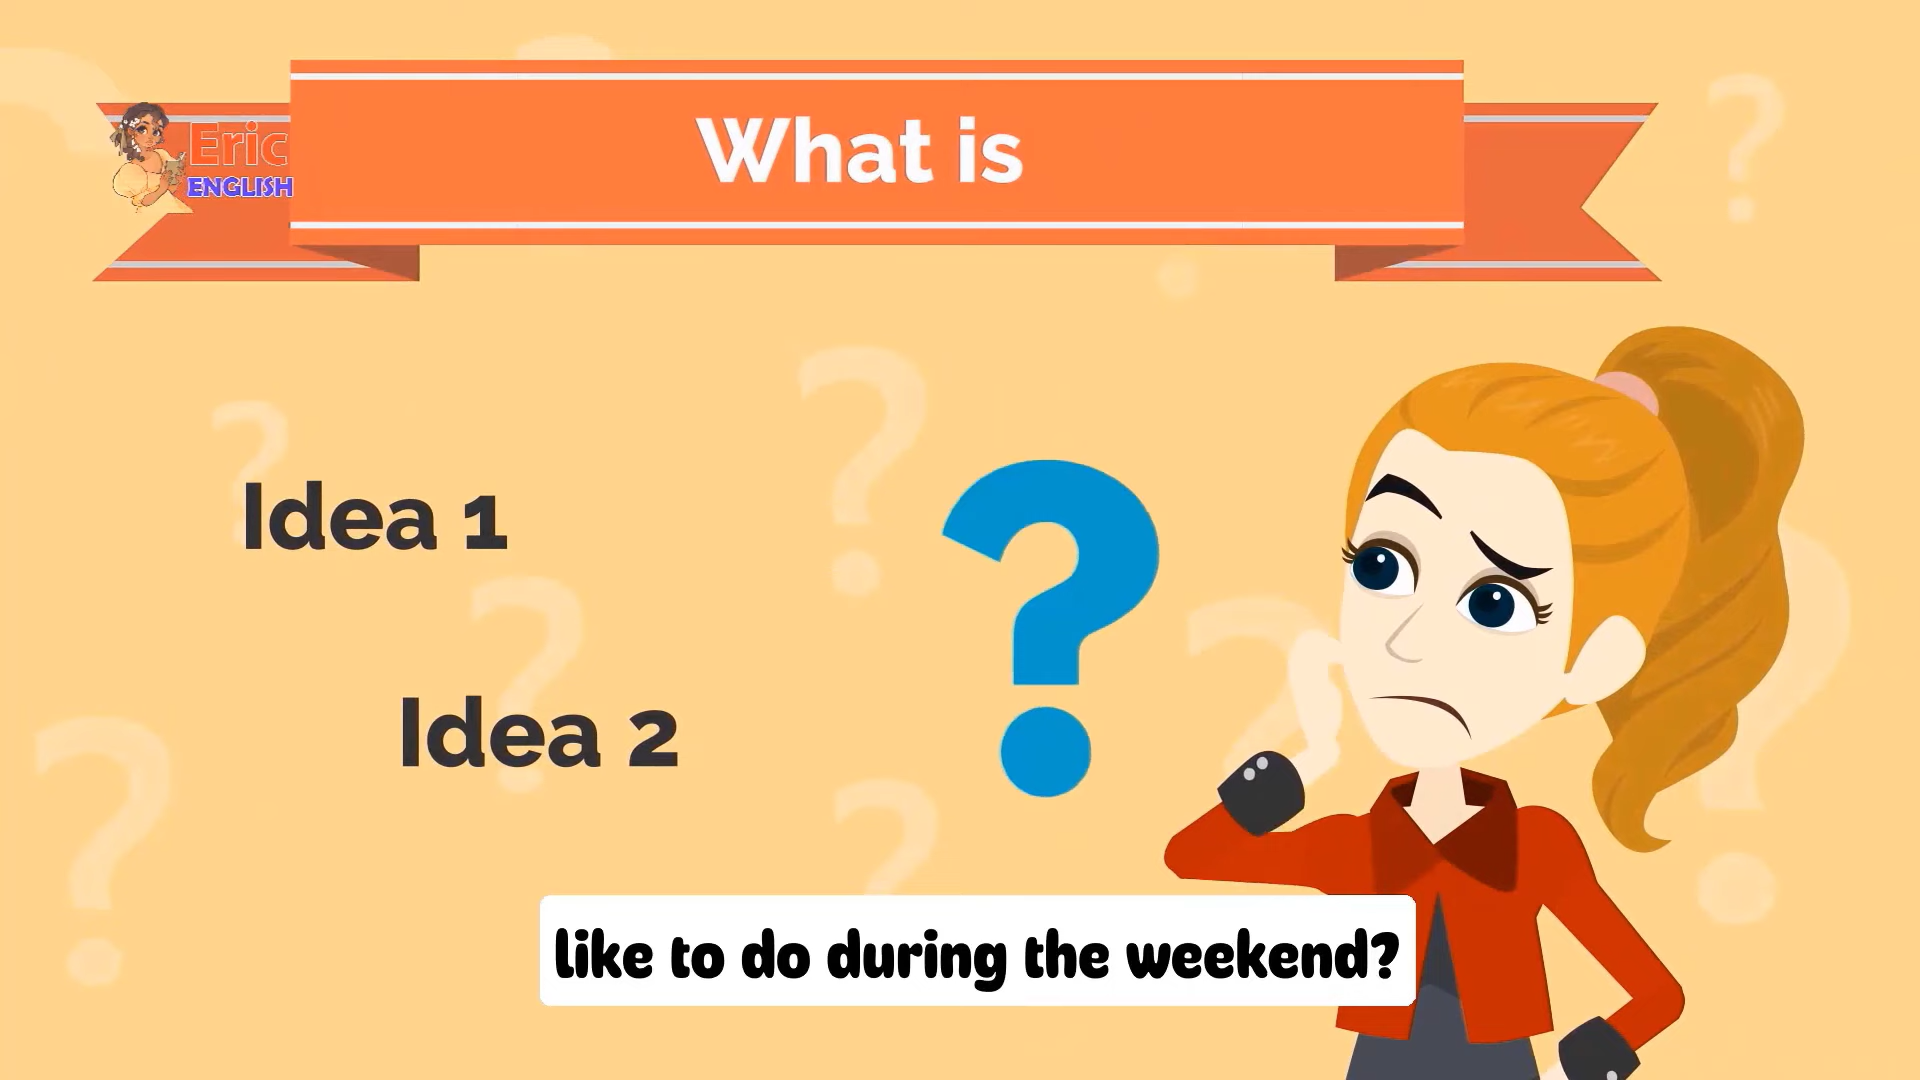 What is
Eric
ENGLISH
Idea 1
Idea 2
like to do during the weekend?